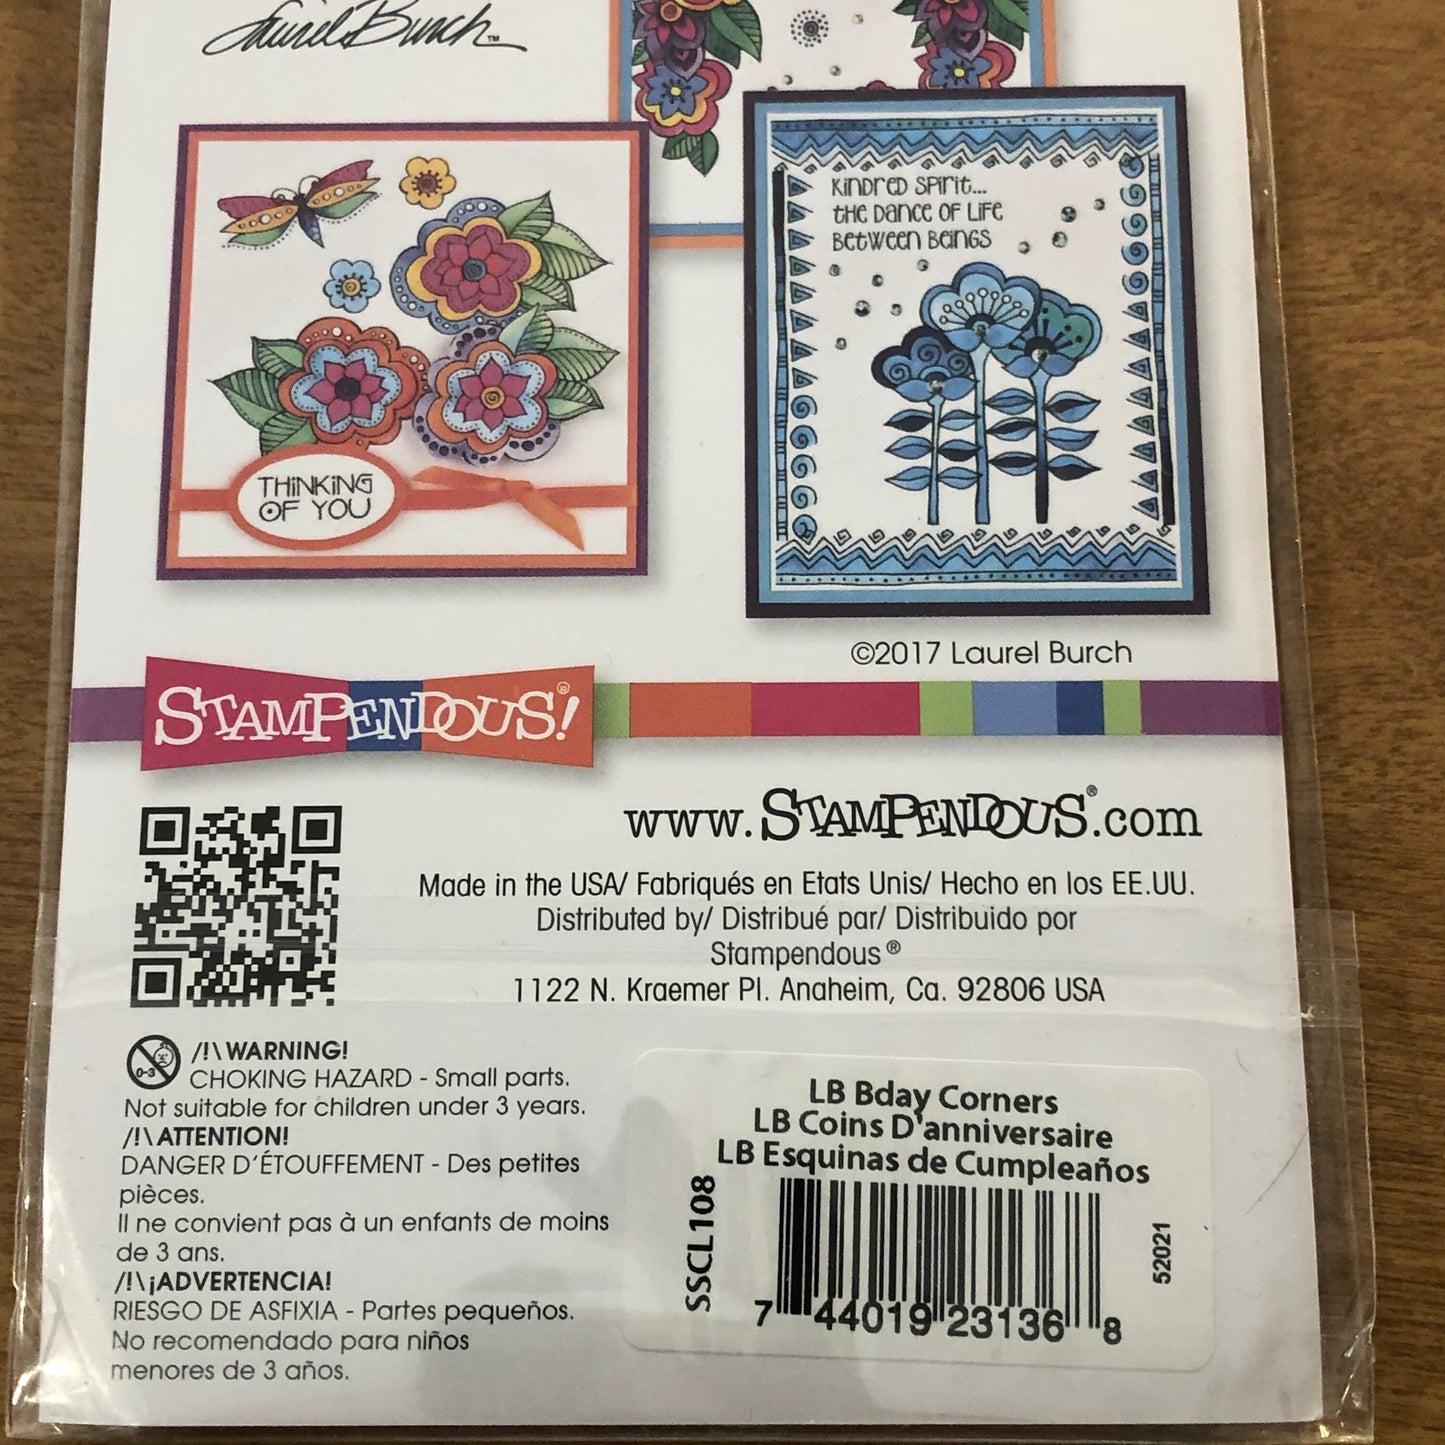 Laurel Burch™
KINDRED SPIRIT...
THE DANCE OF LIFE
BETWEEN BEINGS
THINKING
OF YOU
©2017 Laurel Burch
STAMPENDOUS!®
www.STAMPENDOUS®.com
Made in the USA/ Fabriqués en Etats Unis/ Hecho en los EE.UU.
Distributed by/ Distribué par/ Distribuido por
Stampendous®
1122 N. Kraemer Pl. Anaheim, Ca. 92806 USA
0-3
/!\ WARNING!
CHOKING HAZARD - Small parts.
Not suitable for children under 3 years.
/!\ ATTENTION!
DANGER D'ÉTOUFFEMENT - Des petites
pièces.
Il ne convient pas à un enfants de moins
de 3 ans.
/!\ ¡ADVERTENCIA!
RIESGO DE ASFIXIA - Partes pequeños.
No recomendado para niños
menores de 3 años.
LB Bday Corners
LB Coins D'anniversaire
LB Esquinas de Cumpleaños
SSCL108
52021
7 44019 23136 8